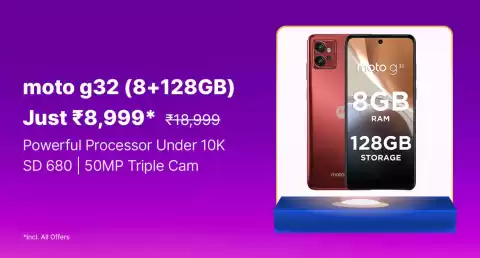 moto g32 (8+128GB)
Just ₹8,999* ₹18,999
Powerful Processor Under 10K
SD 680 | 50MP Triple Cam
*Incl. All Offers
moto g32
8GB
RAM
128GB
STORAGE
moto